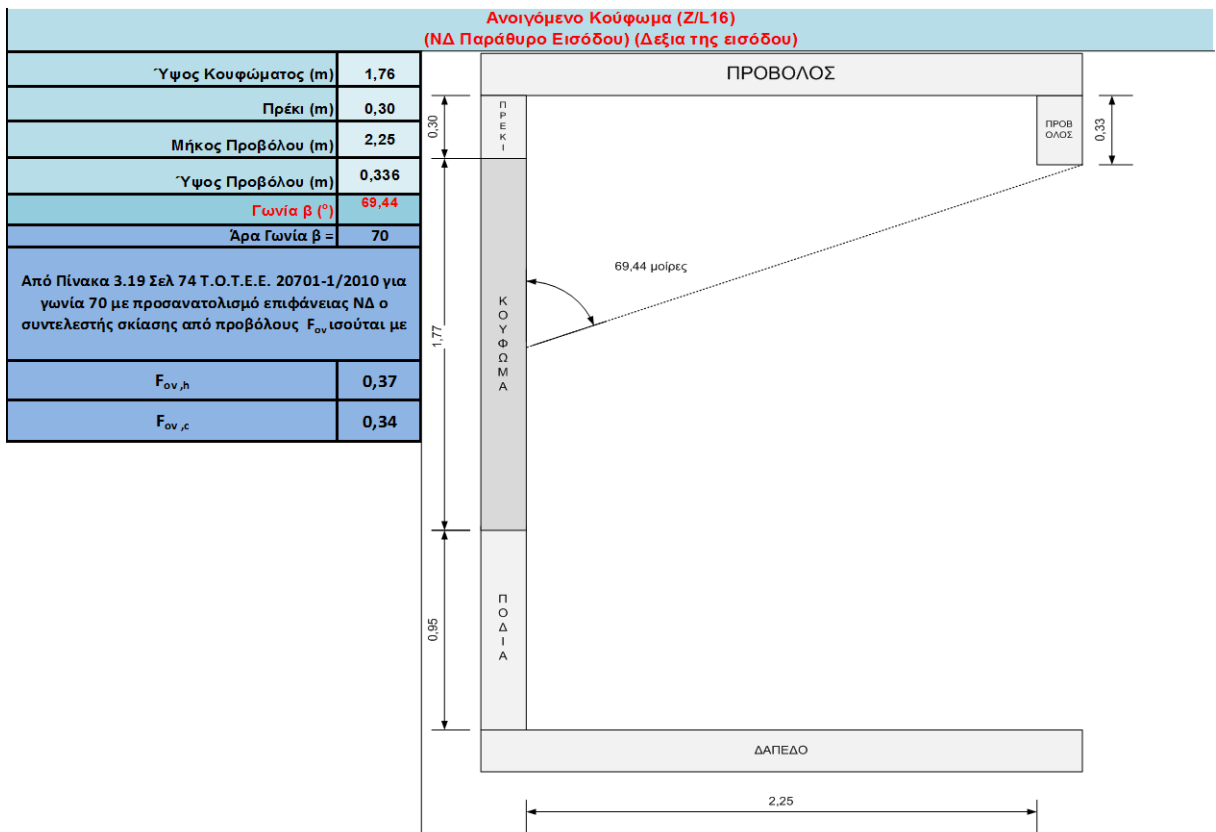 Ανοιγόμενο Κούφωμα (Ζ/L16)
(ΝΔ Παράθυρο Εισόδου) (Δεξια της εισόδου)
Ύψος Κουφώματος (m) 1,76
Πρέκι (m) 0,30
Μήκος Προβόλου (m) 2,25
Ύψος Προβόλου (m) 0,336
Γωνία β (°) 69,44
Άρα Γωνία β = 70
Από Πίνακα 3.19 Σελ 74 Τ.Ο.Τ.Ε.Ε. 20701-1/2010 για
γωνία 70 με προσανατολισμό επιφάνειας ΝΔ ο
συντελεστής σκίασης από προβόλους Fov ισούται με
Fov,h 0,37
Fov,c 0,34
ΠΡΟΒΟΛΟΣ
ΠΡΕΚΙ
0,30
ΠΡΟΒ
ΟΛΟΣ
0,33
69,44 μοίρες
ΚΟΥΦΩΜΑ
1,77
ΠΟΔΙΑ
0,95
ΔΑΠΕΔΟ
2,25